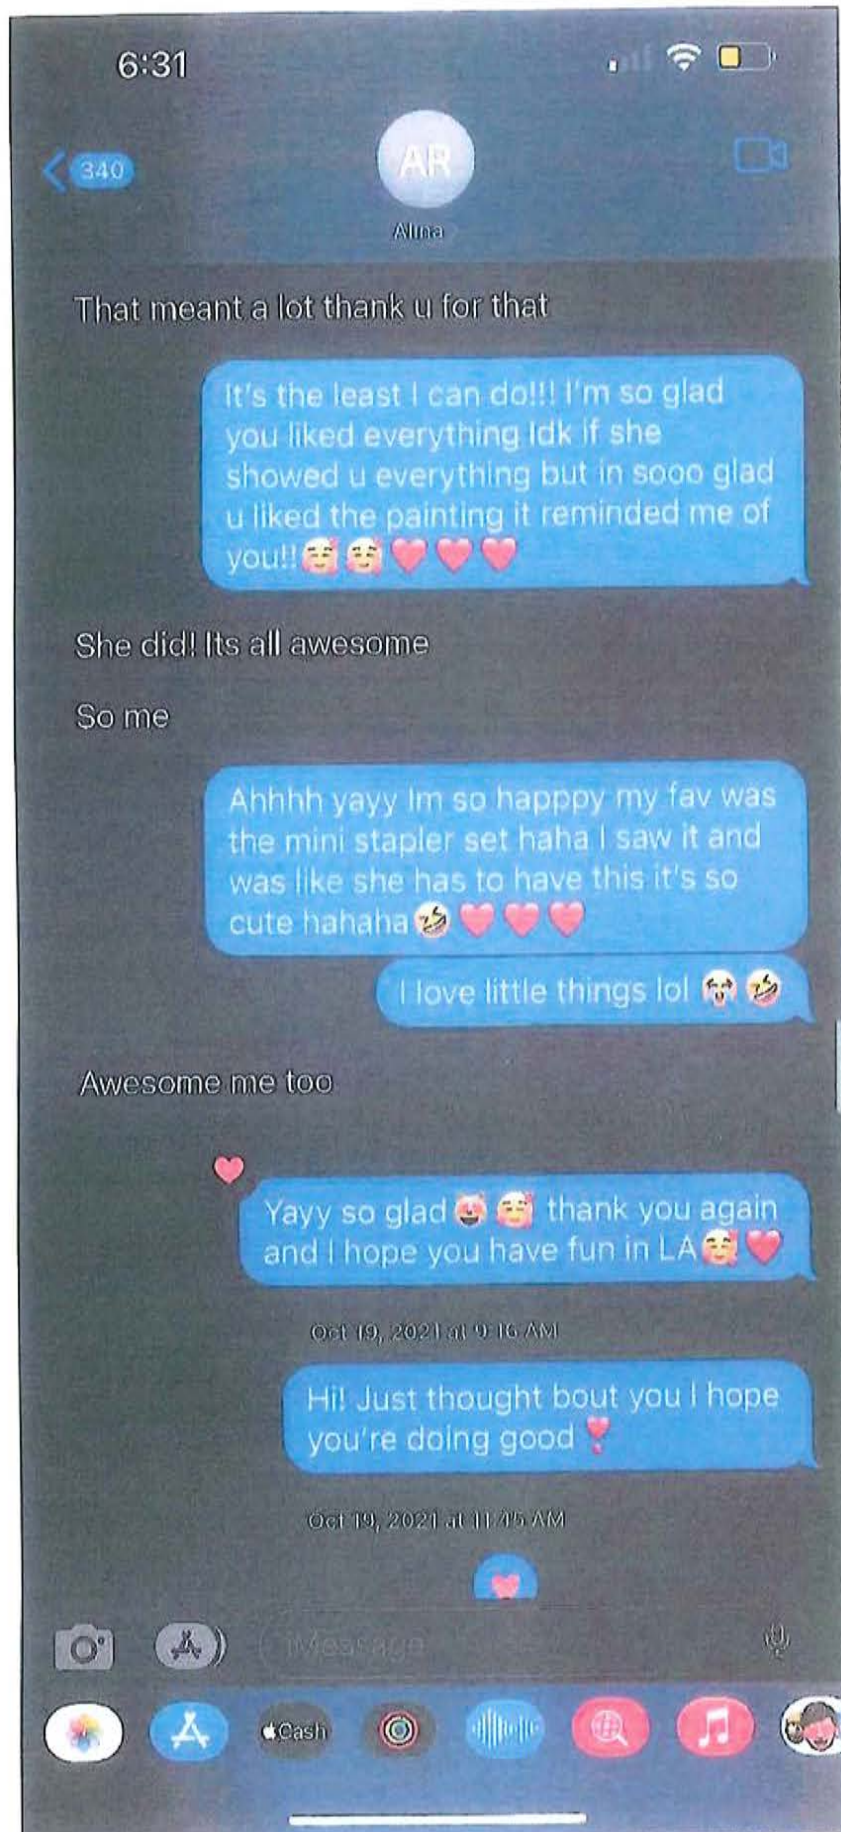 6:31
340
AR
Alina
That meant a lot thank u for that
It's the least I can do!!! I'm so glad
you liked everything Idk if she
showed u everything but in sooo glad
u liked the painting it reminded me of
you!!🥰🥰❤️❤️❤️
She did! Its all awesome
So me
Ahhhh yayy Im so happpy my fav was
the mini stapler set haha I saw it and
was like she has to have this it's so
cute hahaha🤣❤️❤️❤️
I love little things lol 😭🤣
Awesome me too
Yayy so glad😻🥰 thank you again
and I hope you have fun in LA🥰❤️
Oct 19, 2021 at 9:16 AM
Hi! Just thought bout you I hope
you're doing good❣️
Oct 19, 2021 at 11:45 AM
iMessage
Cash